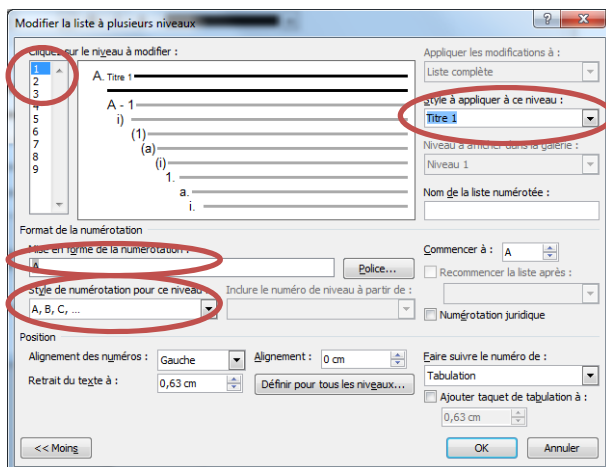 Modifier la liste à plusieurs niveaux
Cliquez sur le niveau à modifier :
Appliquer les modifications à :
1
2
3
4
5
6
7
8
9
A. Titre 1
A - 1
i)
(1)
(a)
(i)
1.
a.
i.
Liste complète
Style à appliquer à ce niveau :
Titre 1
Niveau à afficher dans la galerie :
Niveau 1
Nom de la liste numérotée :
Format de la numérotation
Mise en forme de la numérotation :
A
Police...
Commencer à : A
Recommencer la liste après :
Style de numérotation pour ce niveau :
Inclure le numéro de niveau à partir de :
A, B, C, ...
Numérotation juridique
Position
Alignement des numéros : Gauche
Alignement : 0 cm
Faire suivre le numéro de :
Tabulation
Retrait du texte à : 0,63 cm
Définir pour tous les niveaux...
Ajouter taquet de tabulation à :
0,63 cm
<< Moins
OK
Annuler